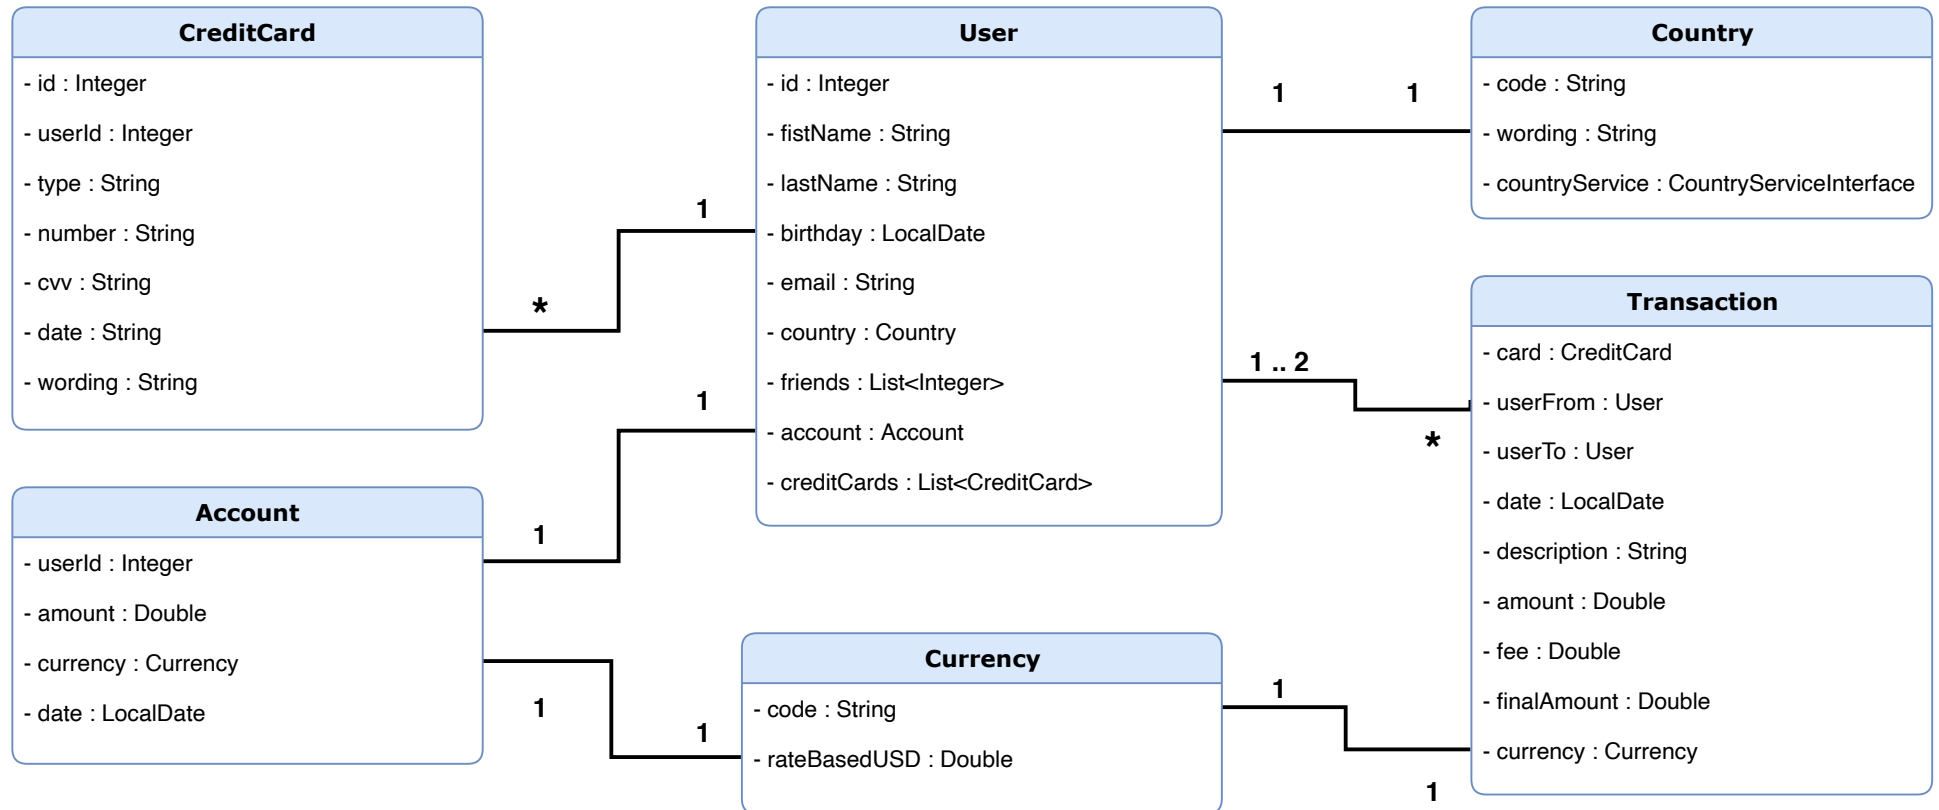 CreditCard
- id : Integer
- userId : Integer
- type : String
- number : String
- cvv : String
- date : String
- wording : String
User
- id : Integer
- fistName : String
- lastName : String
- birthday : LocalDate
- email : String
- country : Country
- friends : List<Integer>
- account : Account
- creditCards : List<CreditCard>
Country
- code : String
- wording : String
- countryService : CountryServiceInterface
1
1
1
*
1 .. 2
*
1
1
Transaction
- card : CreditCard
- userFrom : User
- userTo : User
- date : LocalDate
- description : String
- amount : Double
- fee : Double
- finalAmount : Double
- currency : Currency
Account
- userId : Integer
- amount : Double
- currency : Currency
- date : LocalDate
1
1
Currency
- code : String
- rateBasedUSD : Double
1
1